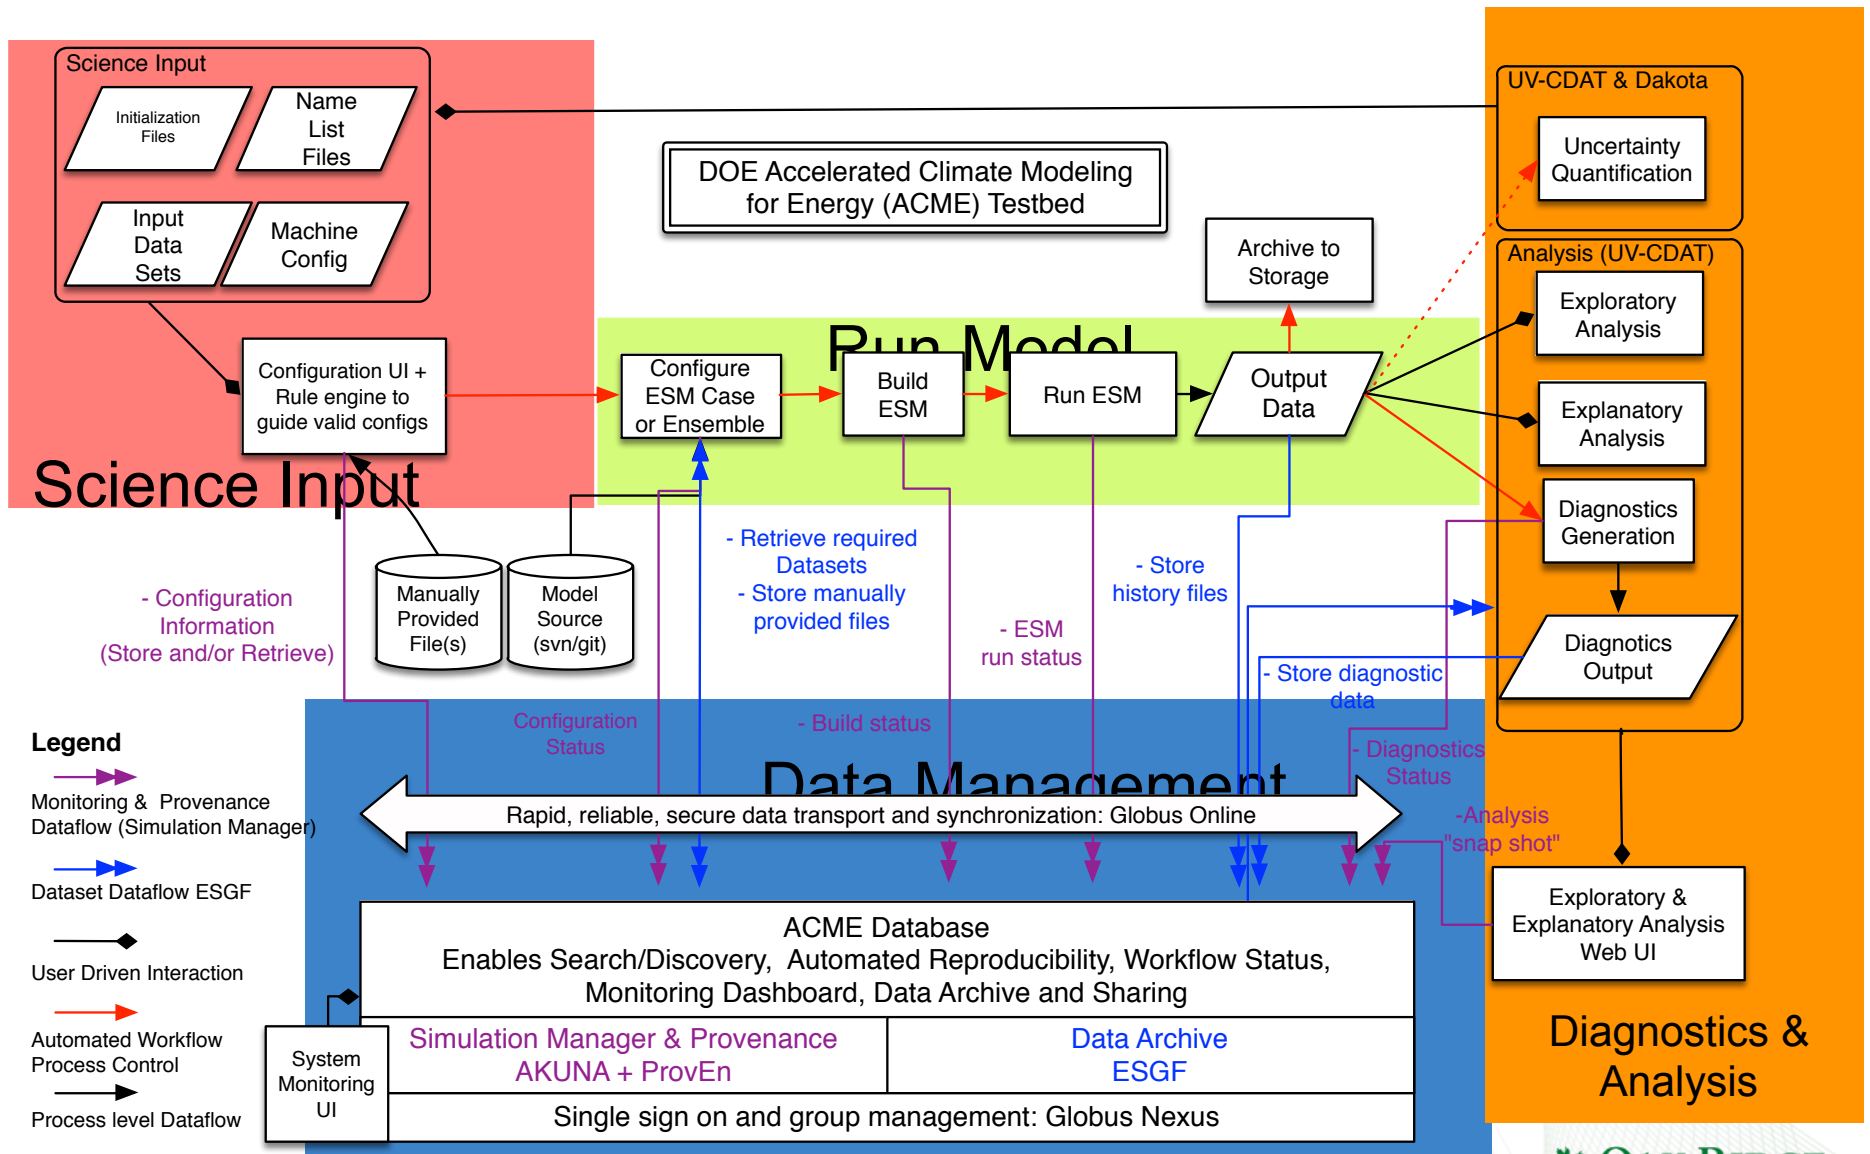 Science Input
Initialization
Files
Name
List
Files
Input
Data
Sets
Machine
Config
Configuration UI +
Rule engine to
guide valid configs
Science Input
DOE Accelerated Climate Modeling
for Energy (ACME) Testbed
Run Model
Configure
ESM Case
or Ensemble
Build
ESM
Run ESM
Output
Data
Archive to
Storage
UV-CDAT & Dakota
Uncertainty
Quantification
Analysis (UV-CDAT)
Exploratory
Analysis
Explanatory
Analysis
Diagnostics
Generation
Diagnotics
Output
Manually
Provided
File(s)
Model
Source
(svn/git)
- Configuration
Information
(Store and/or Retrieve)
- Retrieve required
Datasets
- Store manually
provided files
- ESM
run status
- Store
history files
- Store diagnostic
data
Configuration
Status
- Build status
- Diagnostics
Status
-Analysis
"snap shot"
Data Management
Rapid, reliable, secure data transport and synchronization: Globus Online
Exploratory &
Explanatory Analysis
Web UI
Diagnostics &
Analysis
ACME Database
Enables Search/Discovery, Automated Reproducibility, Workflow Status,
Monitoring Dashboard, Data Archive and Sharing
Simulation Manager & Provenance
AKUNA + ProvEn
Data Archive
ESGF
Single sign on and group management: Globus Nexus
System
Monitoring
UI
Legend
Monitoring & Provenance
Dataflow (Simulation Manager)
Dataset Dataflow ESGF
User Driven Interaction
Automated Workflow
Process Control
Process level Dataflow
OAK RIDGE